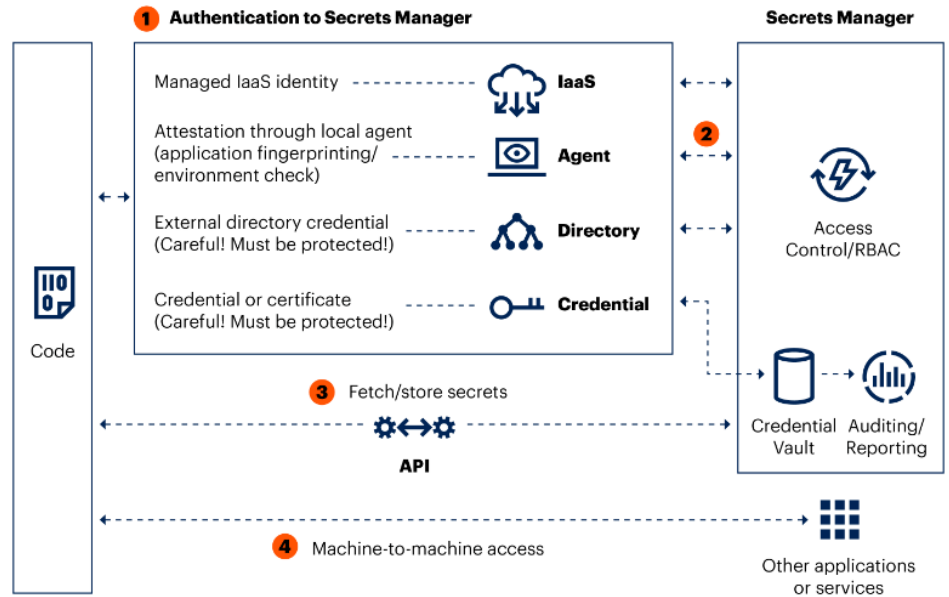 1 Authentication to Secrets Manager
Secrets Manager
Managed IaaS identity
IaaS
Attestation through local agent
(application fingerprinting/
environment check)
Agent
2
External directory credential
(Careful! Must be protected!)
Directory
Access
Control/RBAC
Credential or certificate
(Careful! Must be protected!)
Credential
110
0
Code
3 Fetch/store secrets
API
Credential
Vault
Auditing/
Reporting
4 Machine-to-machine access
Other applications
or services